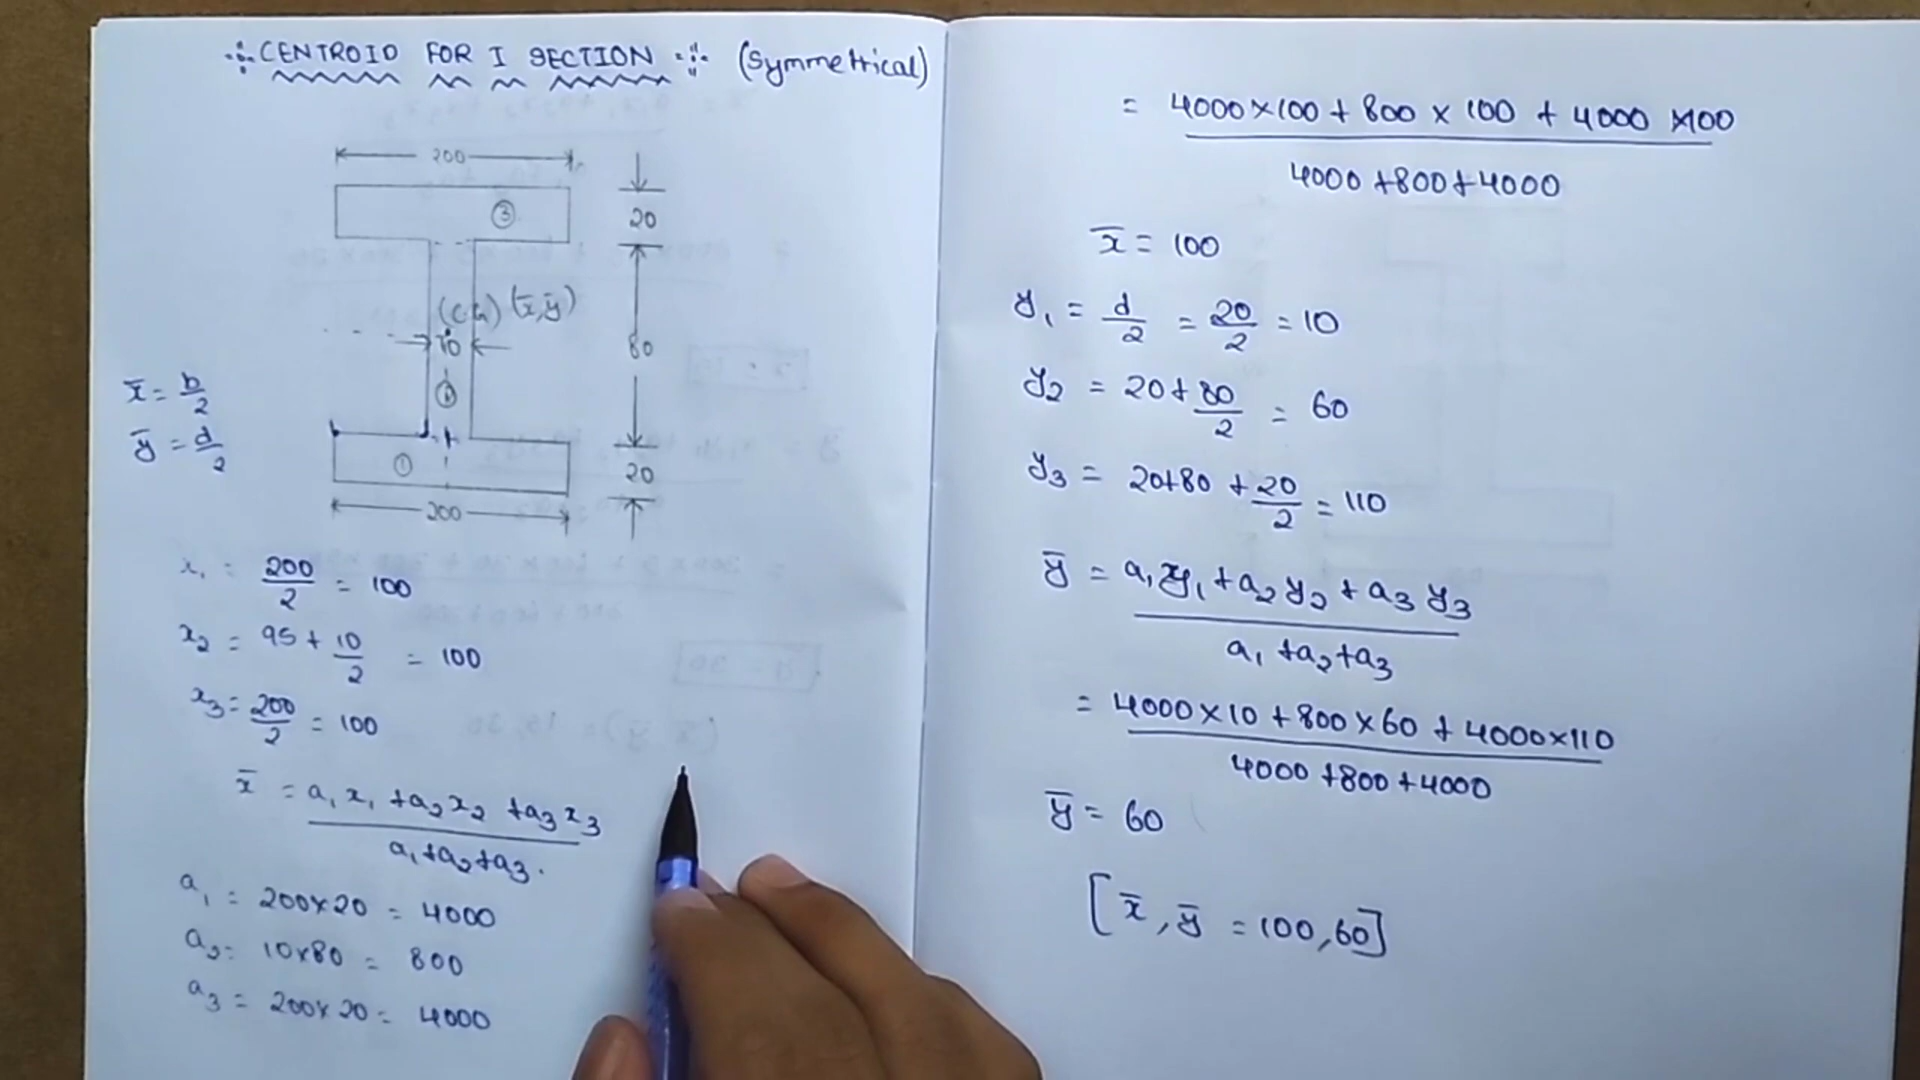 CENTROID FOR I SECTION (Symmetrical)
200
③
20
(CG) (x̅,y̅)
10
80
x̅ = b/2
y̅ = d/2
①
20
200
x₁ = 200/2 = 100
x₂ = 95 + 10/2 = 100
x₃ = 200/2 = 100
x̅ = a₁x₁ + a₂x₂ + a₃x₃
a₁ + a₂ + a₃.
a₁ = 200×20 = 4000
a₂ = 10×80 = 800
a₃ = 200×20 = 4000
= 4000×100 + 800×100 + 4000×100
4000 + 800 + 4000
x̅ = 100
y₁ = d/2 = 20/2 = 10
y₂ = 20 + 80/2 = 60
y₃ = 20+80 + 20/2 = 110
y̅ = a₁y₁ + a₂y₂ + a₃y₃
a₁ + a₂ + a₃
= 4000×10 + 800×60 + 4000×110
4000 + 800 + 4000
y̅ = 60
[x̅, y̅ = 100,60]